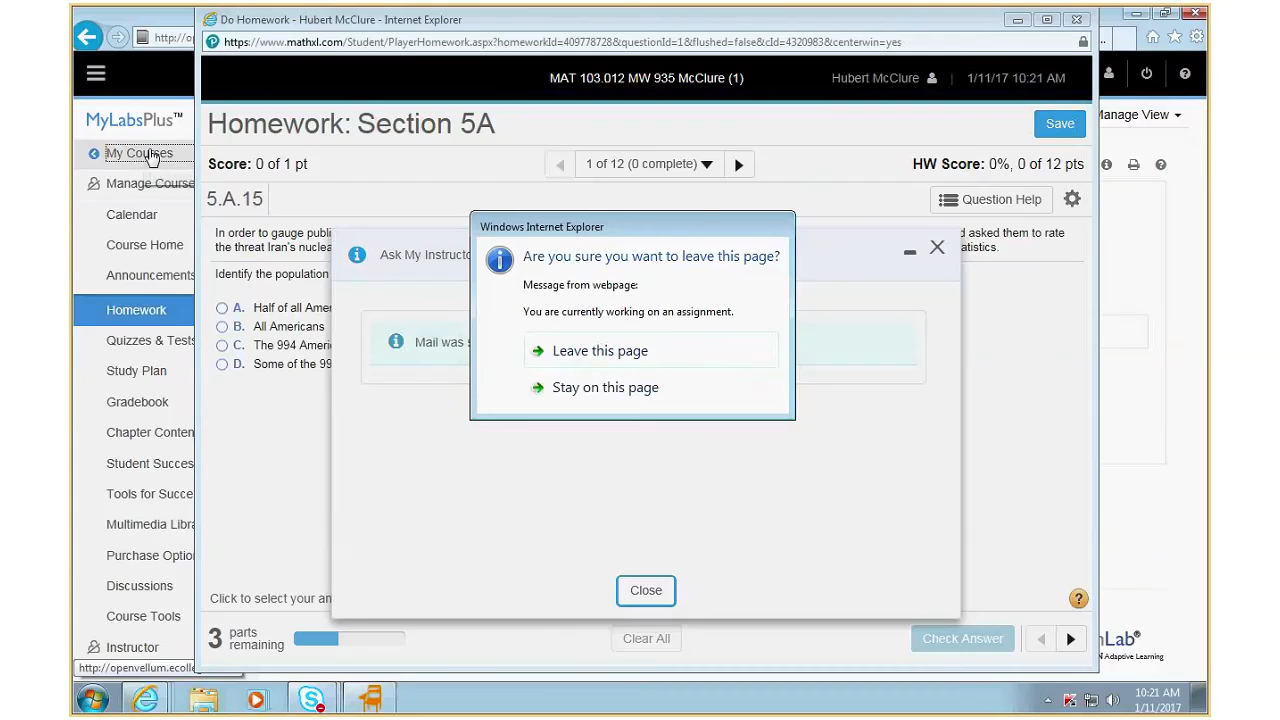 Do Homework - Hubert McClure - Internet Explorer
http://o
https://www.mathxl.com/Student/PlayerHomework.aspx?homeworkId=409778728&questionId=1&flushed=false&cId=4320983&centerwin=yes
MAT 103.012 MW 935 McClure (1)
Hubert McClure
1/11/17 10:21 AM
MyLabsPlus™
Manage View
Homework: Section 5A
Save
My Courses
Score: 0 of 1 pt
1 of 12 (0 complete)
HW Score: 0%, 0 of 12 pts
Manage Course
5.A.15
Question Help
Calendar
Course Home
Announcements
Homework
Quizzes & Tests
Study Plan
Gradebook
Chapter Conten
Student Succes
Tools for Succe
Multimedia Libra
Purchase Optio
Discussions
Course Tools
Instructor
In order to gauge publi
d asked them to rate
the threat Iran's nuclea
atistics.
Identify the population
A. Half of all Amer
B. All Americans
C. The 994 Ameri
D. Some of the 99
Ask My Instructo
Mail was s
Windows Internet Explorer
Are you sure you want to leave this page?
Message from webpage:
You are currently working on an assignment.
Leave this page
Stay on this page
Close
Click to select your an
?
3 parts remaining
Clear All
Check Answer
Lab®
Adaptive Learning
http://openvellum.ecolle
10:21 AM
1/11/2017